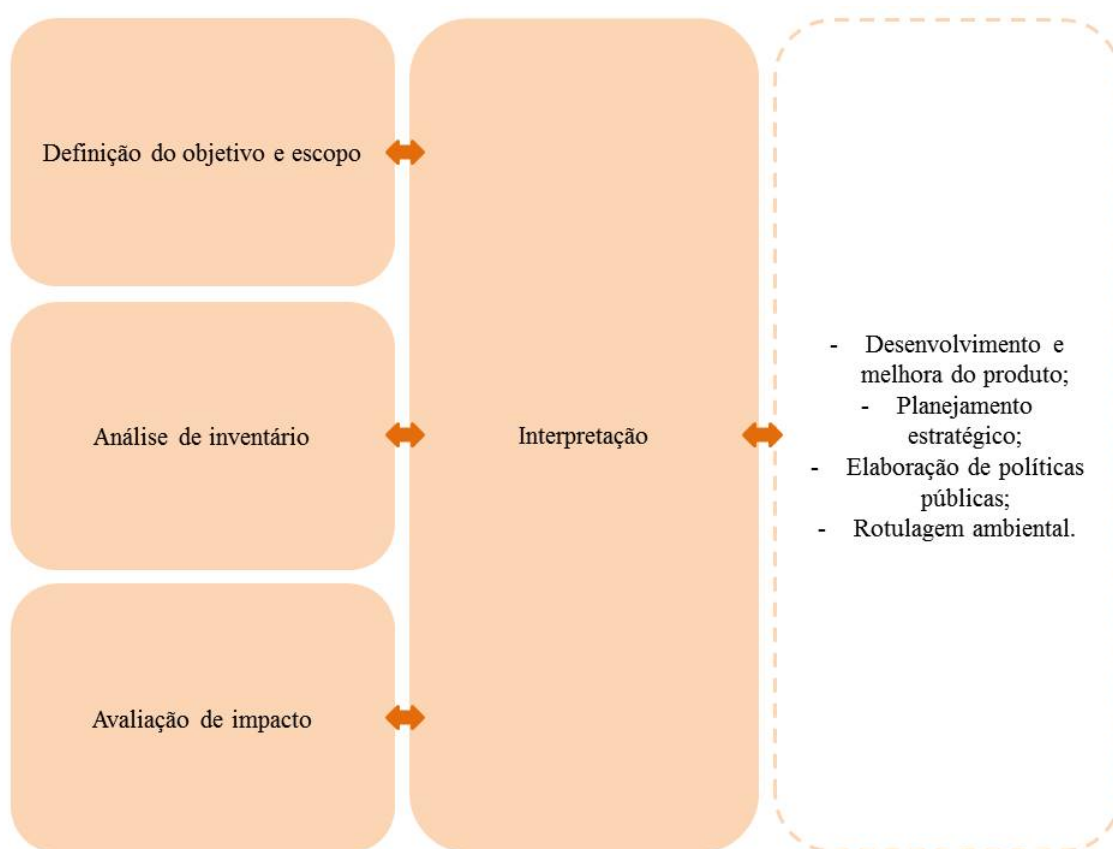 Definição do objetivo e escopo
Análise de inventário
Avaliação de impacto
Interpretação
- Desenvolvimento e
melhora do produto;
- Planejamento
estratégico;
- Elaboração de políticas
públicas;
- Rotulagem ambiental.